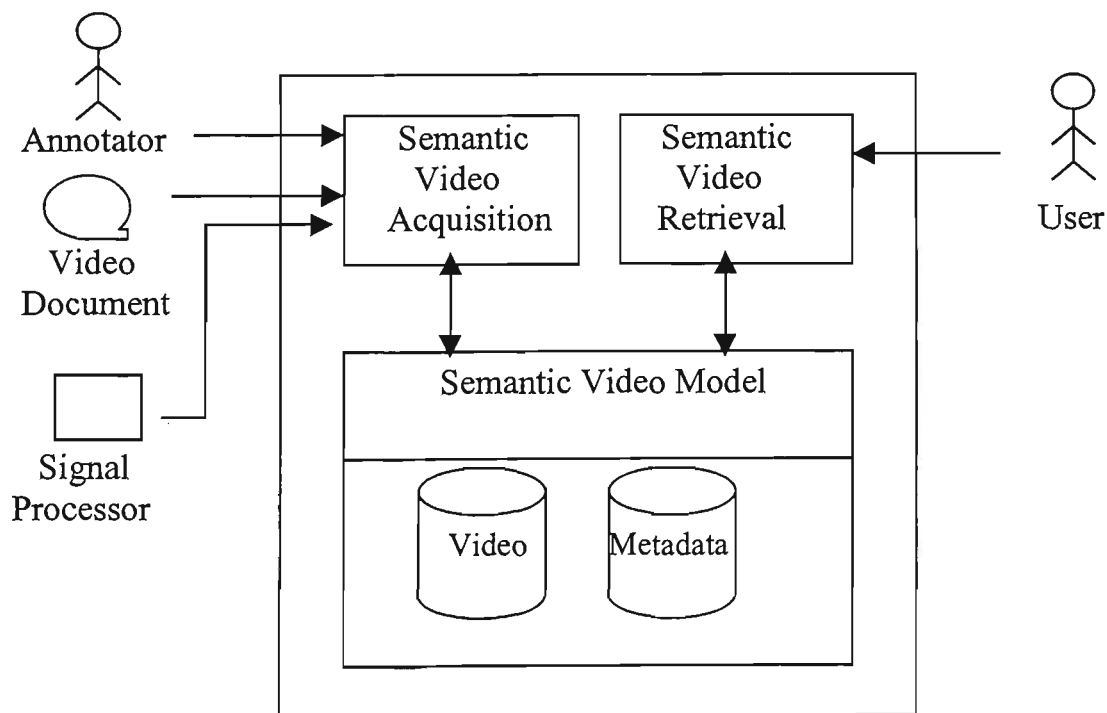 Annotator
Video
Document
Signal
Processor
Semantic
Video
Acquisition
Semantic
Video
Retrieval
User
Semantic Video Model
Video
Metadata